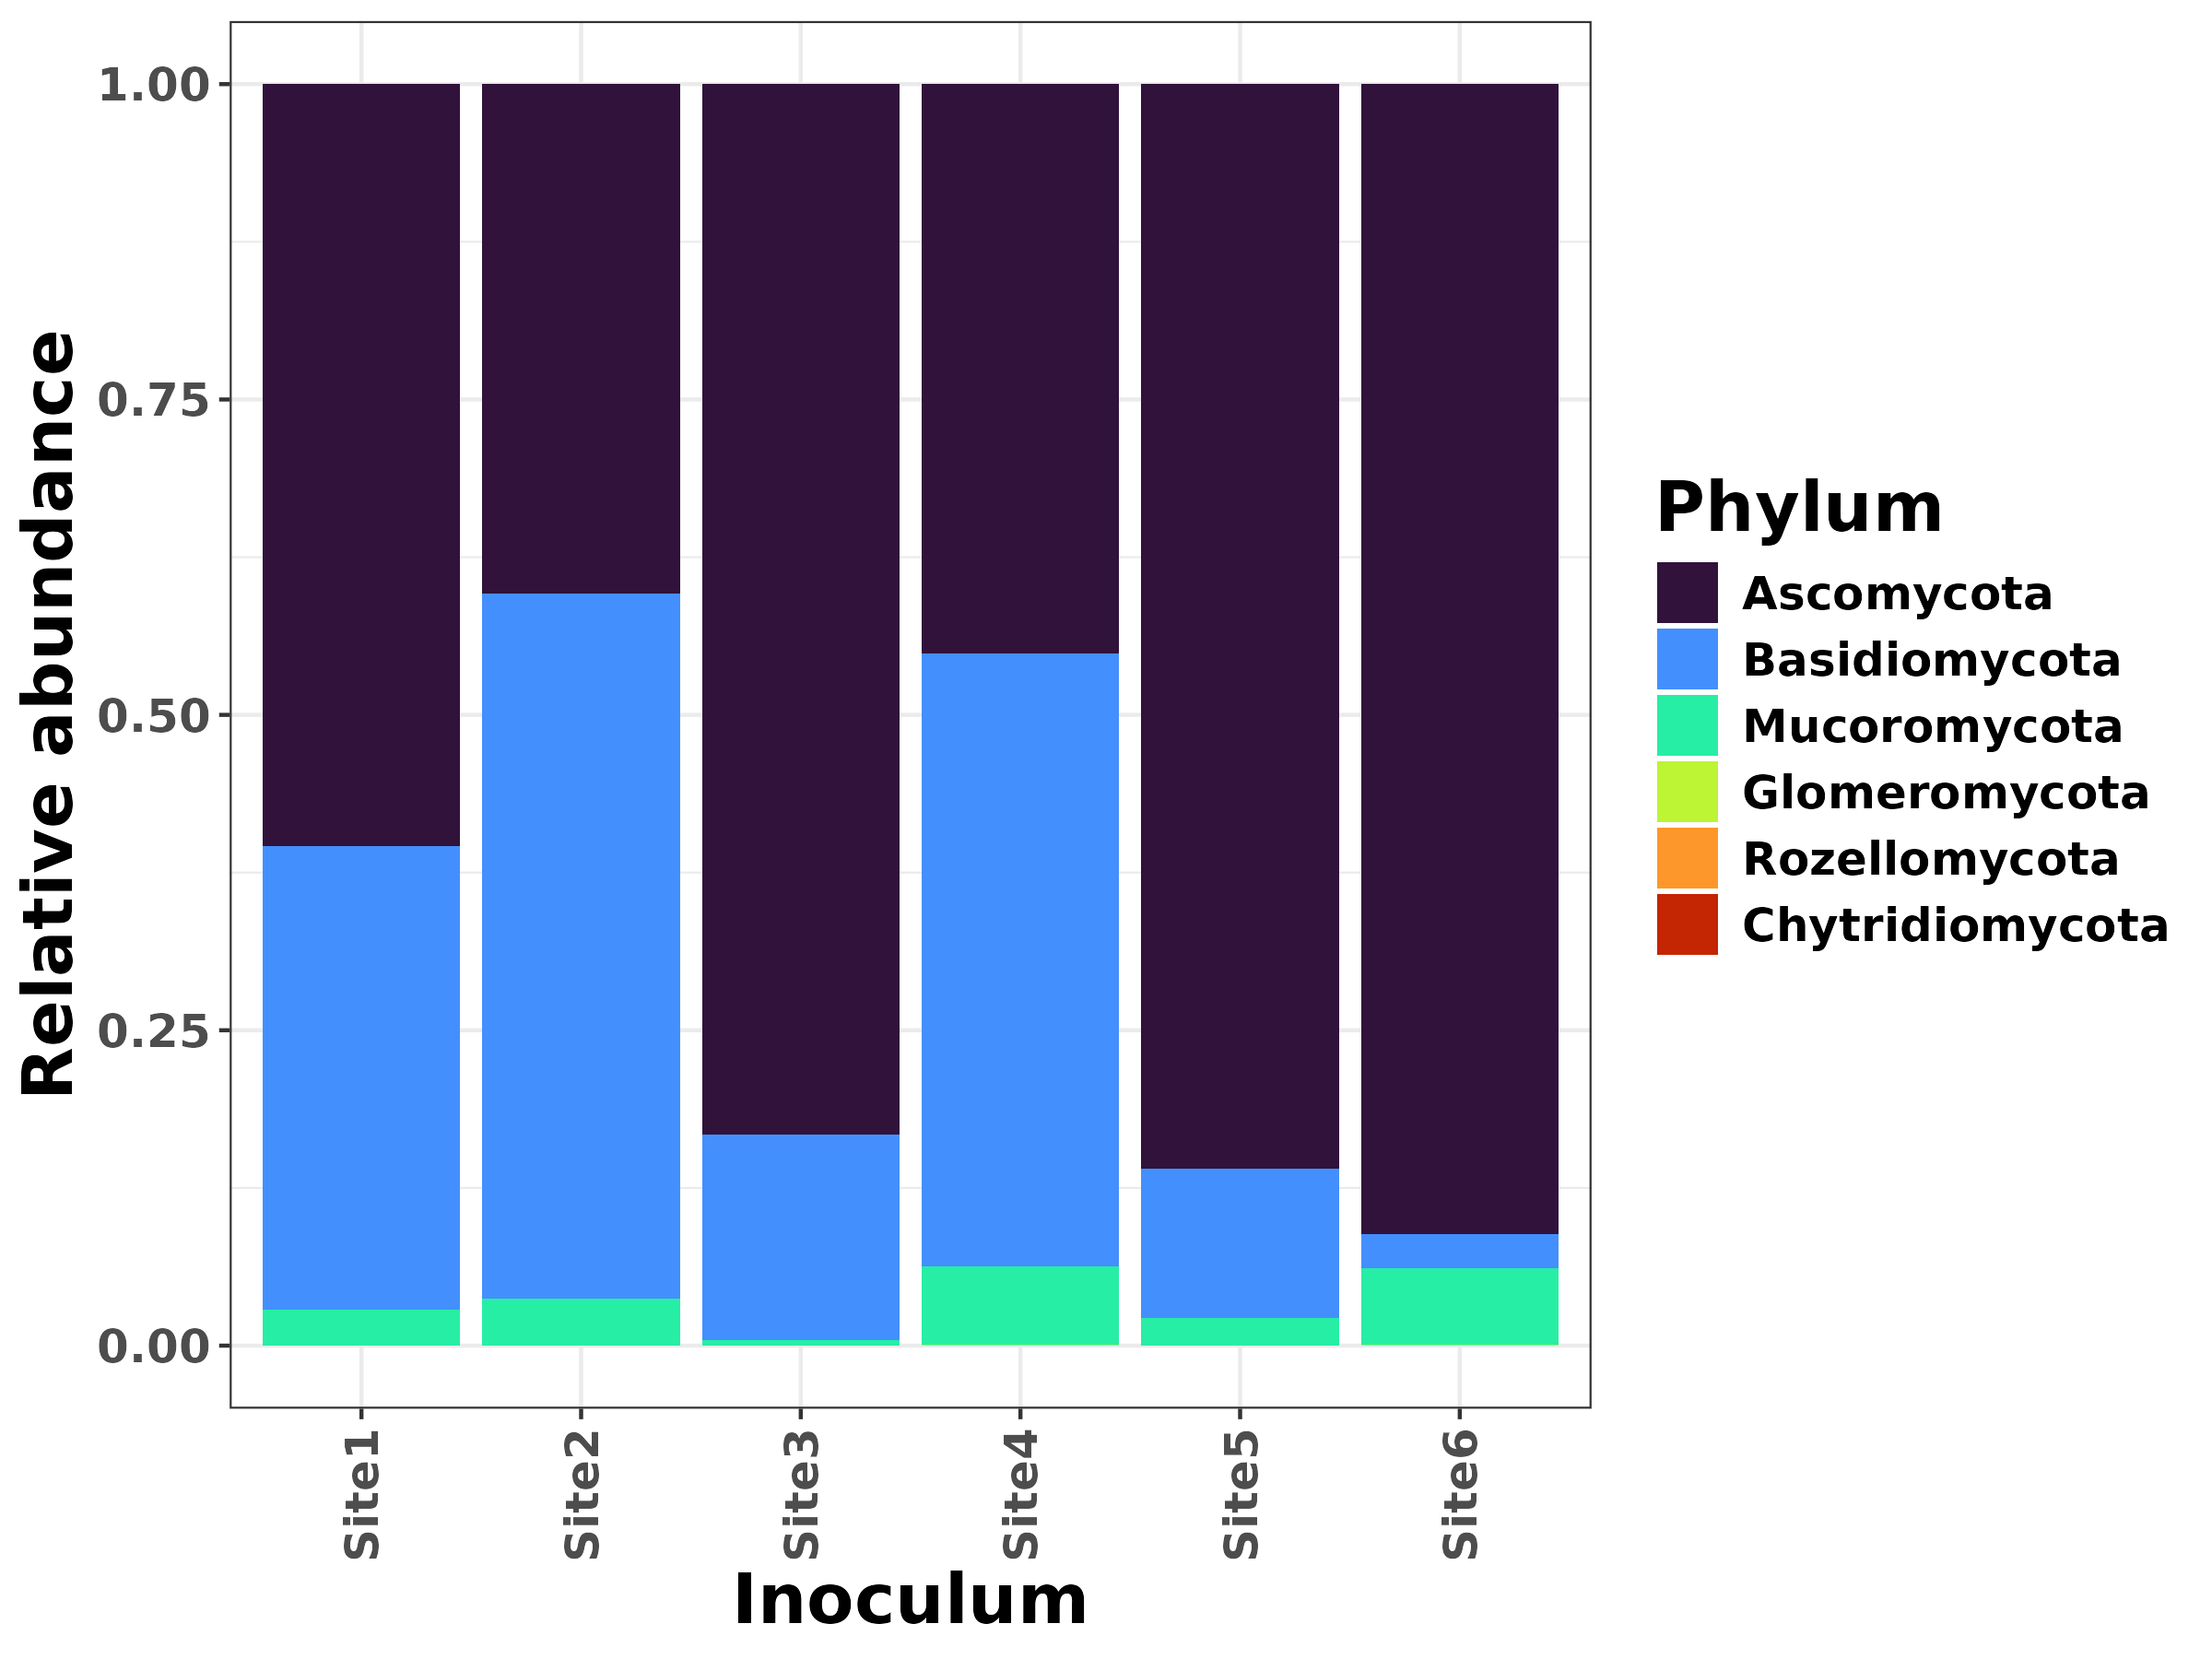 Relative abundance
1.00
0.75
0.50
0.25
0.00
Site1
Site2
Site3
Site4
Site5
Site6
Inoculum
Phylum
Ascomycota
Basidiomycota
Mucoromycota
Glomeromycota
Rozellomycota
Chytridiomycota